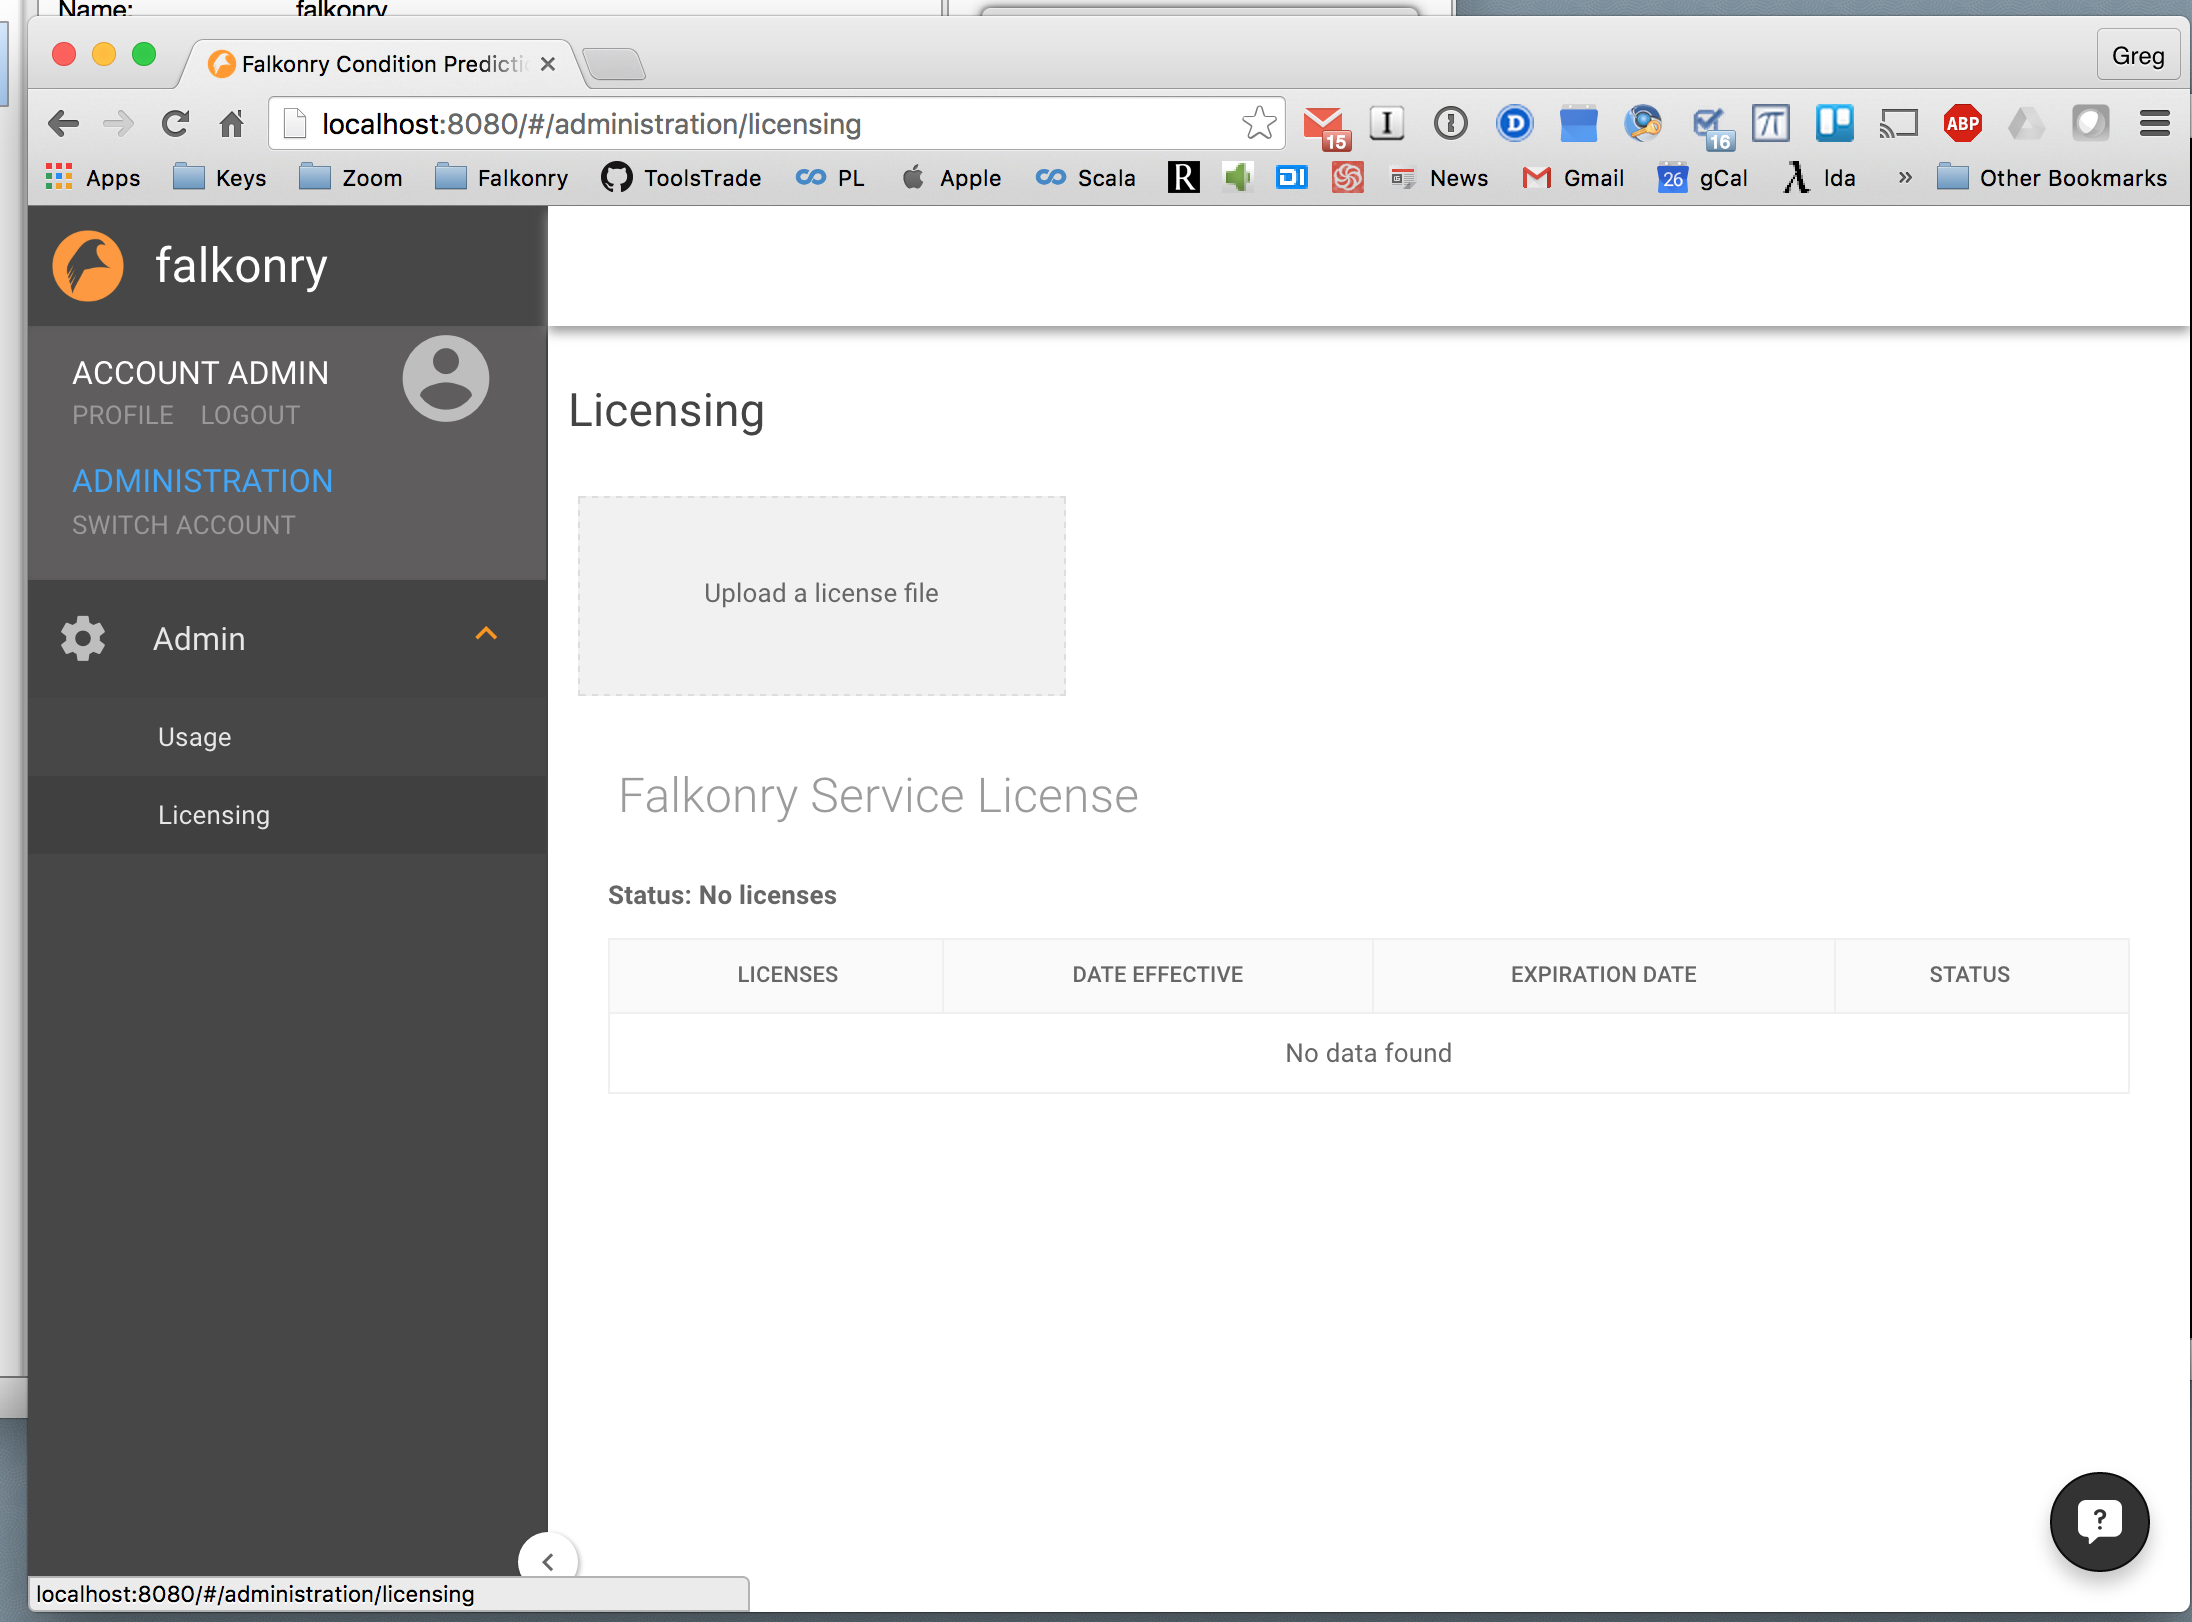 Name: falkonry
Falkonry Condition Predicti
Greg
localhost:8080/#/administration/licensing
15
I
D
16
π
ABP
Apps Keys Zoom Falkonry ToolsTrade PL Apple Scala R DI News Gmail 26 gCal λ lda » Other Bookmarks
falkonry
ACCOUNT ADMIN
PROFILE LOGOUT
ADMINISTRATION
SWITCH ACCOUNT
Admin
Usage
Licensing
Licensing
Upload a license file
Falkonry Service License
Status: No licenses
LICENSES DATE EFFECTIVE EXPIRATION DATE STATUS
No data found
?
localhost:8080/#/administration/licensing